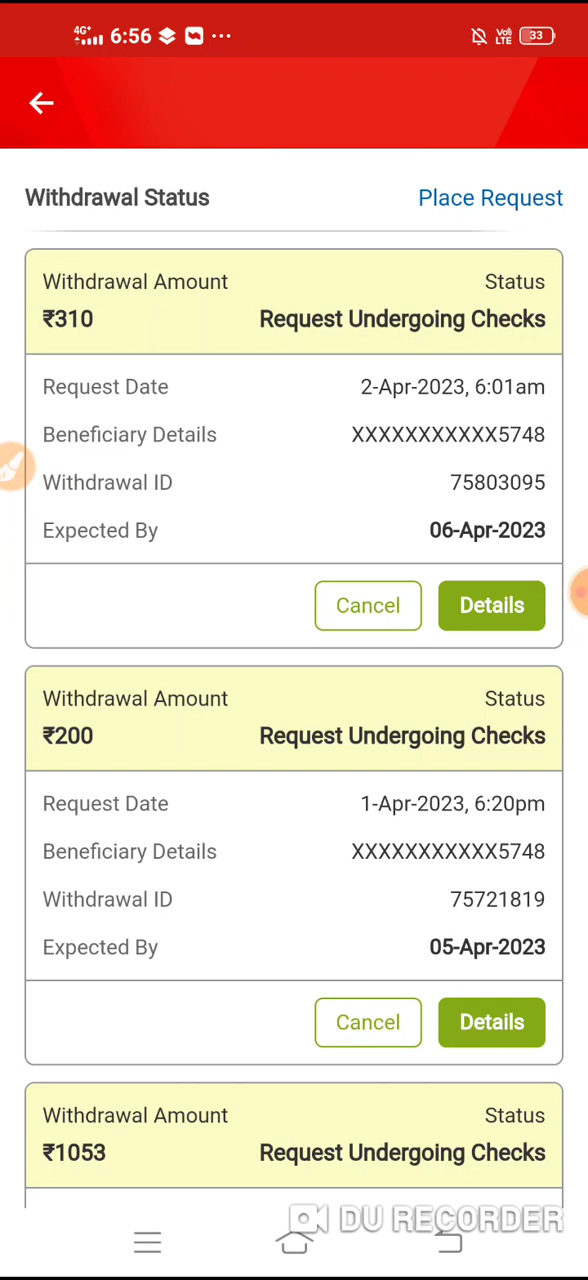 4G+ 6:56 ... Vo) LTE 33
Withdrawal Status Place Request
Withdrawal Amount Status
₹310 Request Undergoing Checks
Request Date 2-Apr-2023, 6:01am
Beneficiary Details XXXXXXXXXXX5748
Withdrawal ID 75803095
Expected By 06-Apr-2023
Cancel Details
Withdrawal Amount Status
₹200 Request Undergoing Checks
Request Date 1-Apr-2023, 6:20pm
Beneficiary Details XXXXXXXXXXX5748
Withdrawal ID 75721819
Expected By 05-Apr-2023
Cancel Details
Withdrawal Amount Status
₹1053 Request Undergoing Checks
DU RECORDER